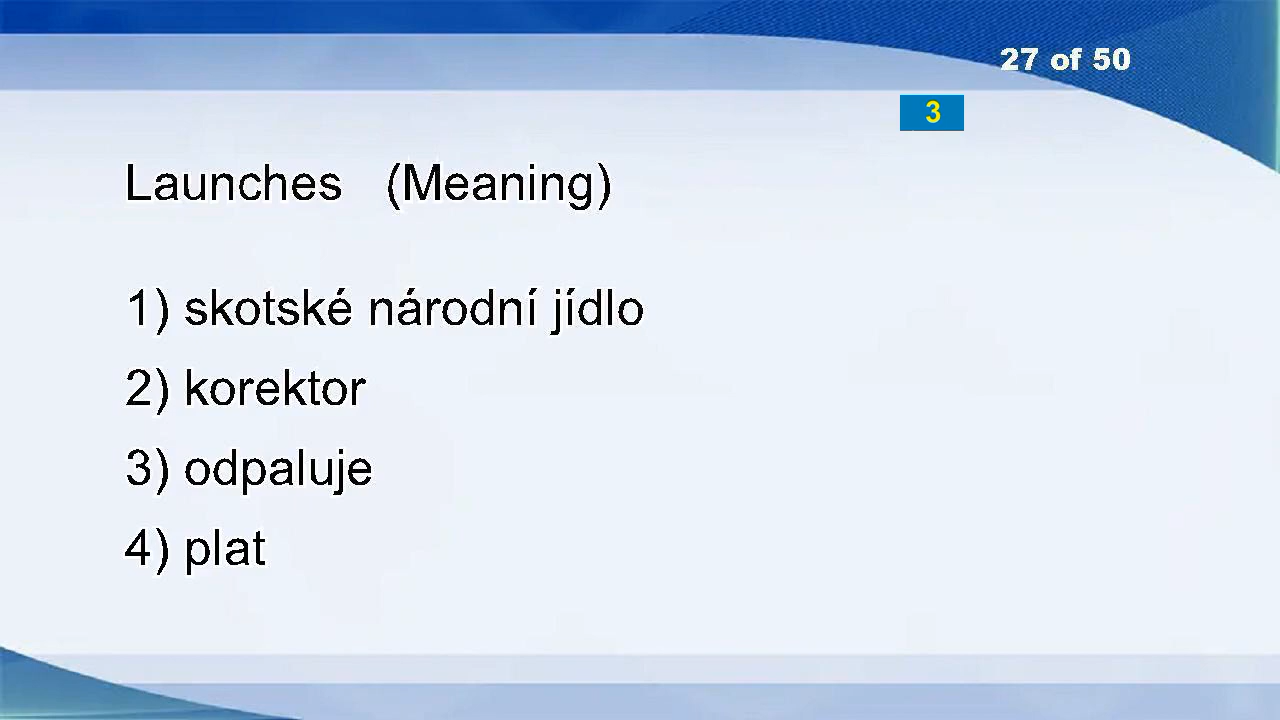 27 of 50
3
Launches (Meaning)
1) skotské národní jídlo
2) korektor
3) odpaluje
4) plat